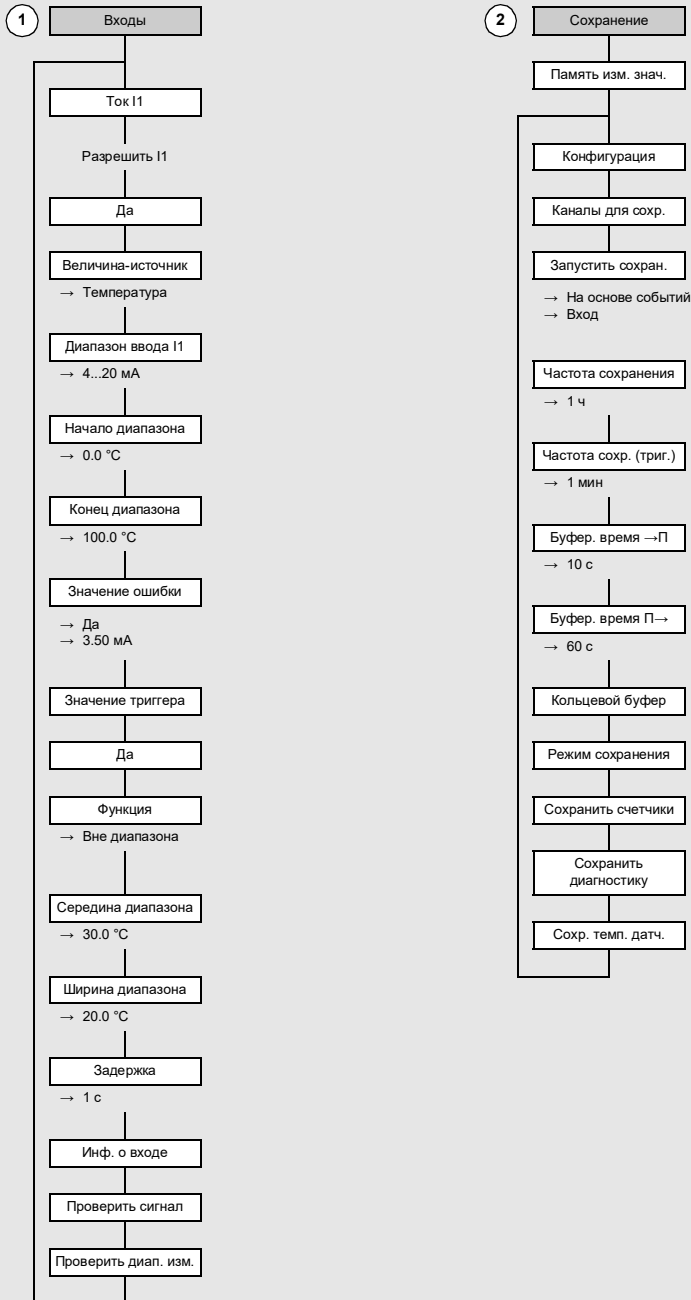 1
Входы
Ток I1
Разрешить I1
Да
Величина-источник
→ Температура
Диапазон ввода I1
→ 4...20 мА
Начало диапазона
→ 0.0 °C
Конец диапазона
→ 100.0 °C
Значение ошибки
→ Да
→ 3.50 мА
Значение триггера
Да
Функция
→ Вне диапазона
Середина диапазона
→ 30.0 °C
Ширина диапазона
→ 20.0 °C
Задержка
→ 1 с
Инф. о входе
Проверить сигнал
Проверить диап. изм.
2
Сохранение
Память изм. знач.
Конфигурация
Каналы для сохр.
Запустить сохран.
→ На основе событий
→ Вход
Частота сохранения
→ 1 ч
Частота сохр. (триг.)
→ 1 мин
Буфер. время →П
→ 10 с
Буфер. время П→
→ 60 с
Кольцевой буфер
Режим сохранения
Сохранить счетчики
Сохранить
диагностику
Сохр. темп. датч.